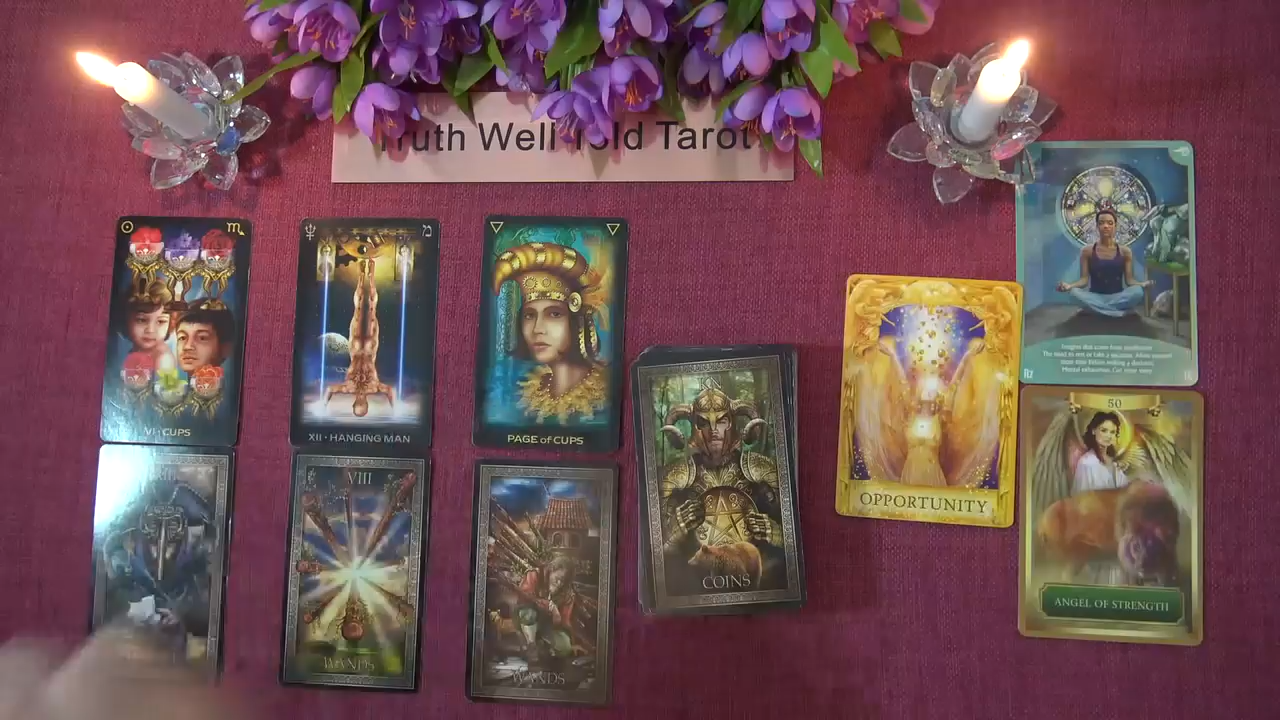 Truth Well Told Tarot
VI · CUPS
XII · HANGING MAN
PAGE of CUPS
VIII
WANDS
WANDS
COINS
OPPORTUNITY
50
ANGEL OF STRENGTH